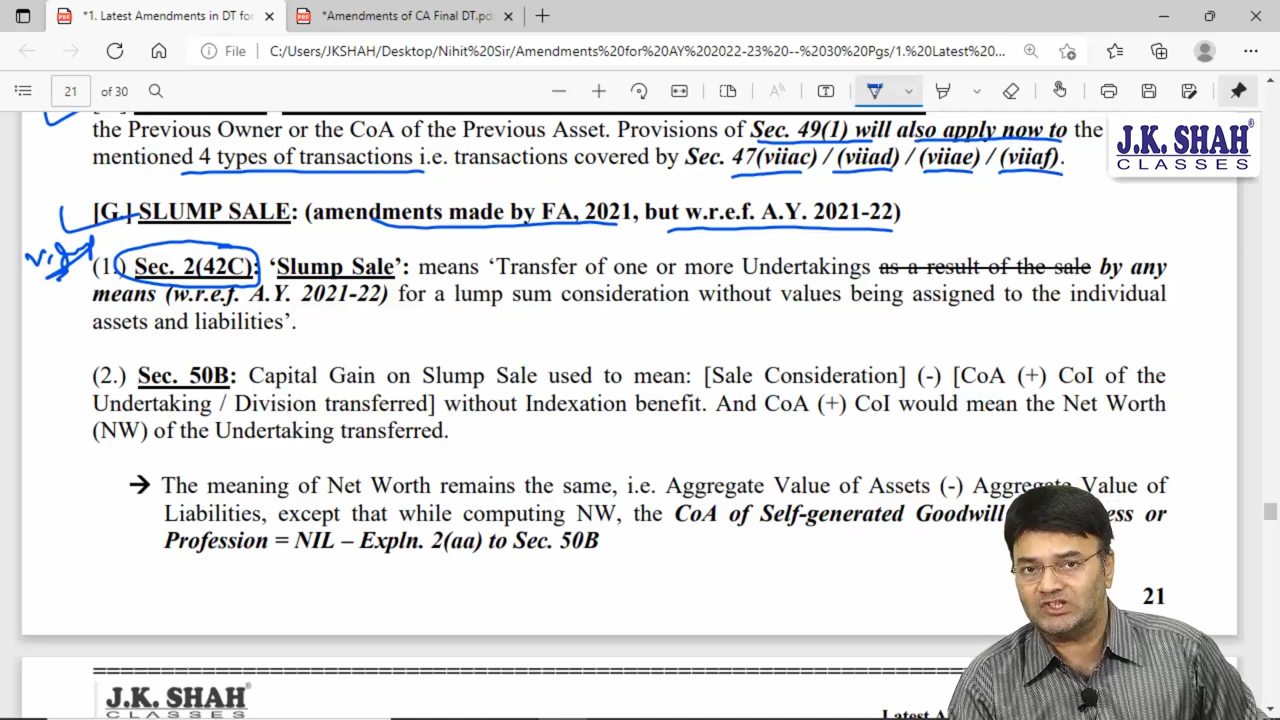 *1. Latest Amendments in DT for
*Amendments of CA Final DT.pdf
File
C:/Users/JKSHAH/Desktop/Nihit%20Sir/Amendments%20for%20AY%202022-23%20--%2030%20Pgs/1.%20Latest%20...
21 of 30
the Previous Owner or the CoA of the Previous Asset. Provisions of Sec. 49(1) will also apply now to the
mentioned 4 types of transactions i.e. transactions covered by Sec. 47(viiac) / (viiad) / (viiae) / (viiaf).
J.K. SHAH
CLASSES
[G.] SLUMP SALE: (amendments made by FA, 2021, but w.r.e.f. A.Y. 2021-22)
(1.) Sec. 2(42C): ‘Slump Sale’: means ‘Transfer of one or more Undertakings as a result of the sale by any
means (w.r.e.f. A.Y. 2021-22) for a lump sum consideration without values being assigned to the individual
assets and liabilities’.
(2.) Sec. 50B: Capital Gain on Slump Sale used to mean: [Sale Consideration] (-) [CoA (+) CoI of the
Undertaking / Division transferred] without Indexation benefit. And CoA (+) CoI would mean the Net Worth
(NW) of the Undertaking transferred.
➔ The meaning of Net Worth remains the same, i.e. Aggregate Value of Assets (-) Aggregate Value of
Liabilities, except that while computing NW, the CoA of Self-generated Goodwill or
Profession = NIL – Expln. 2(aa) to Sec. 50B
21
J.K. SHAH
CLASSES